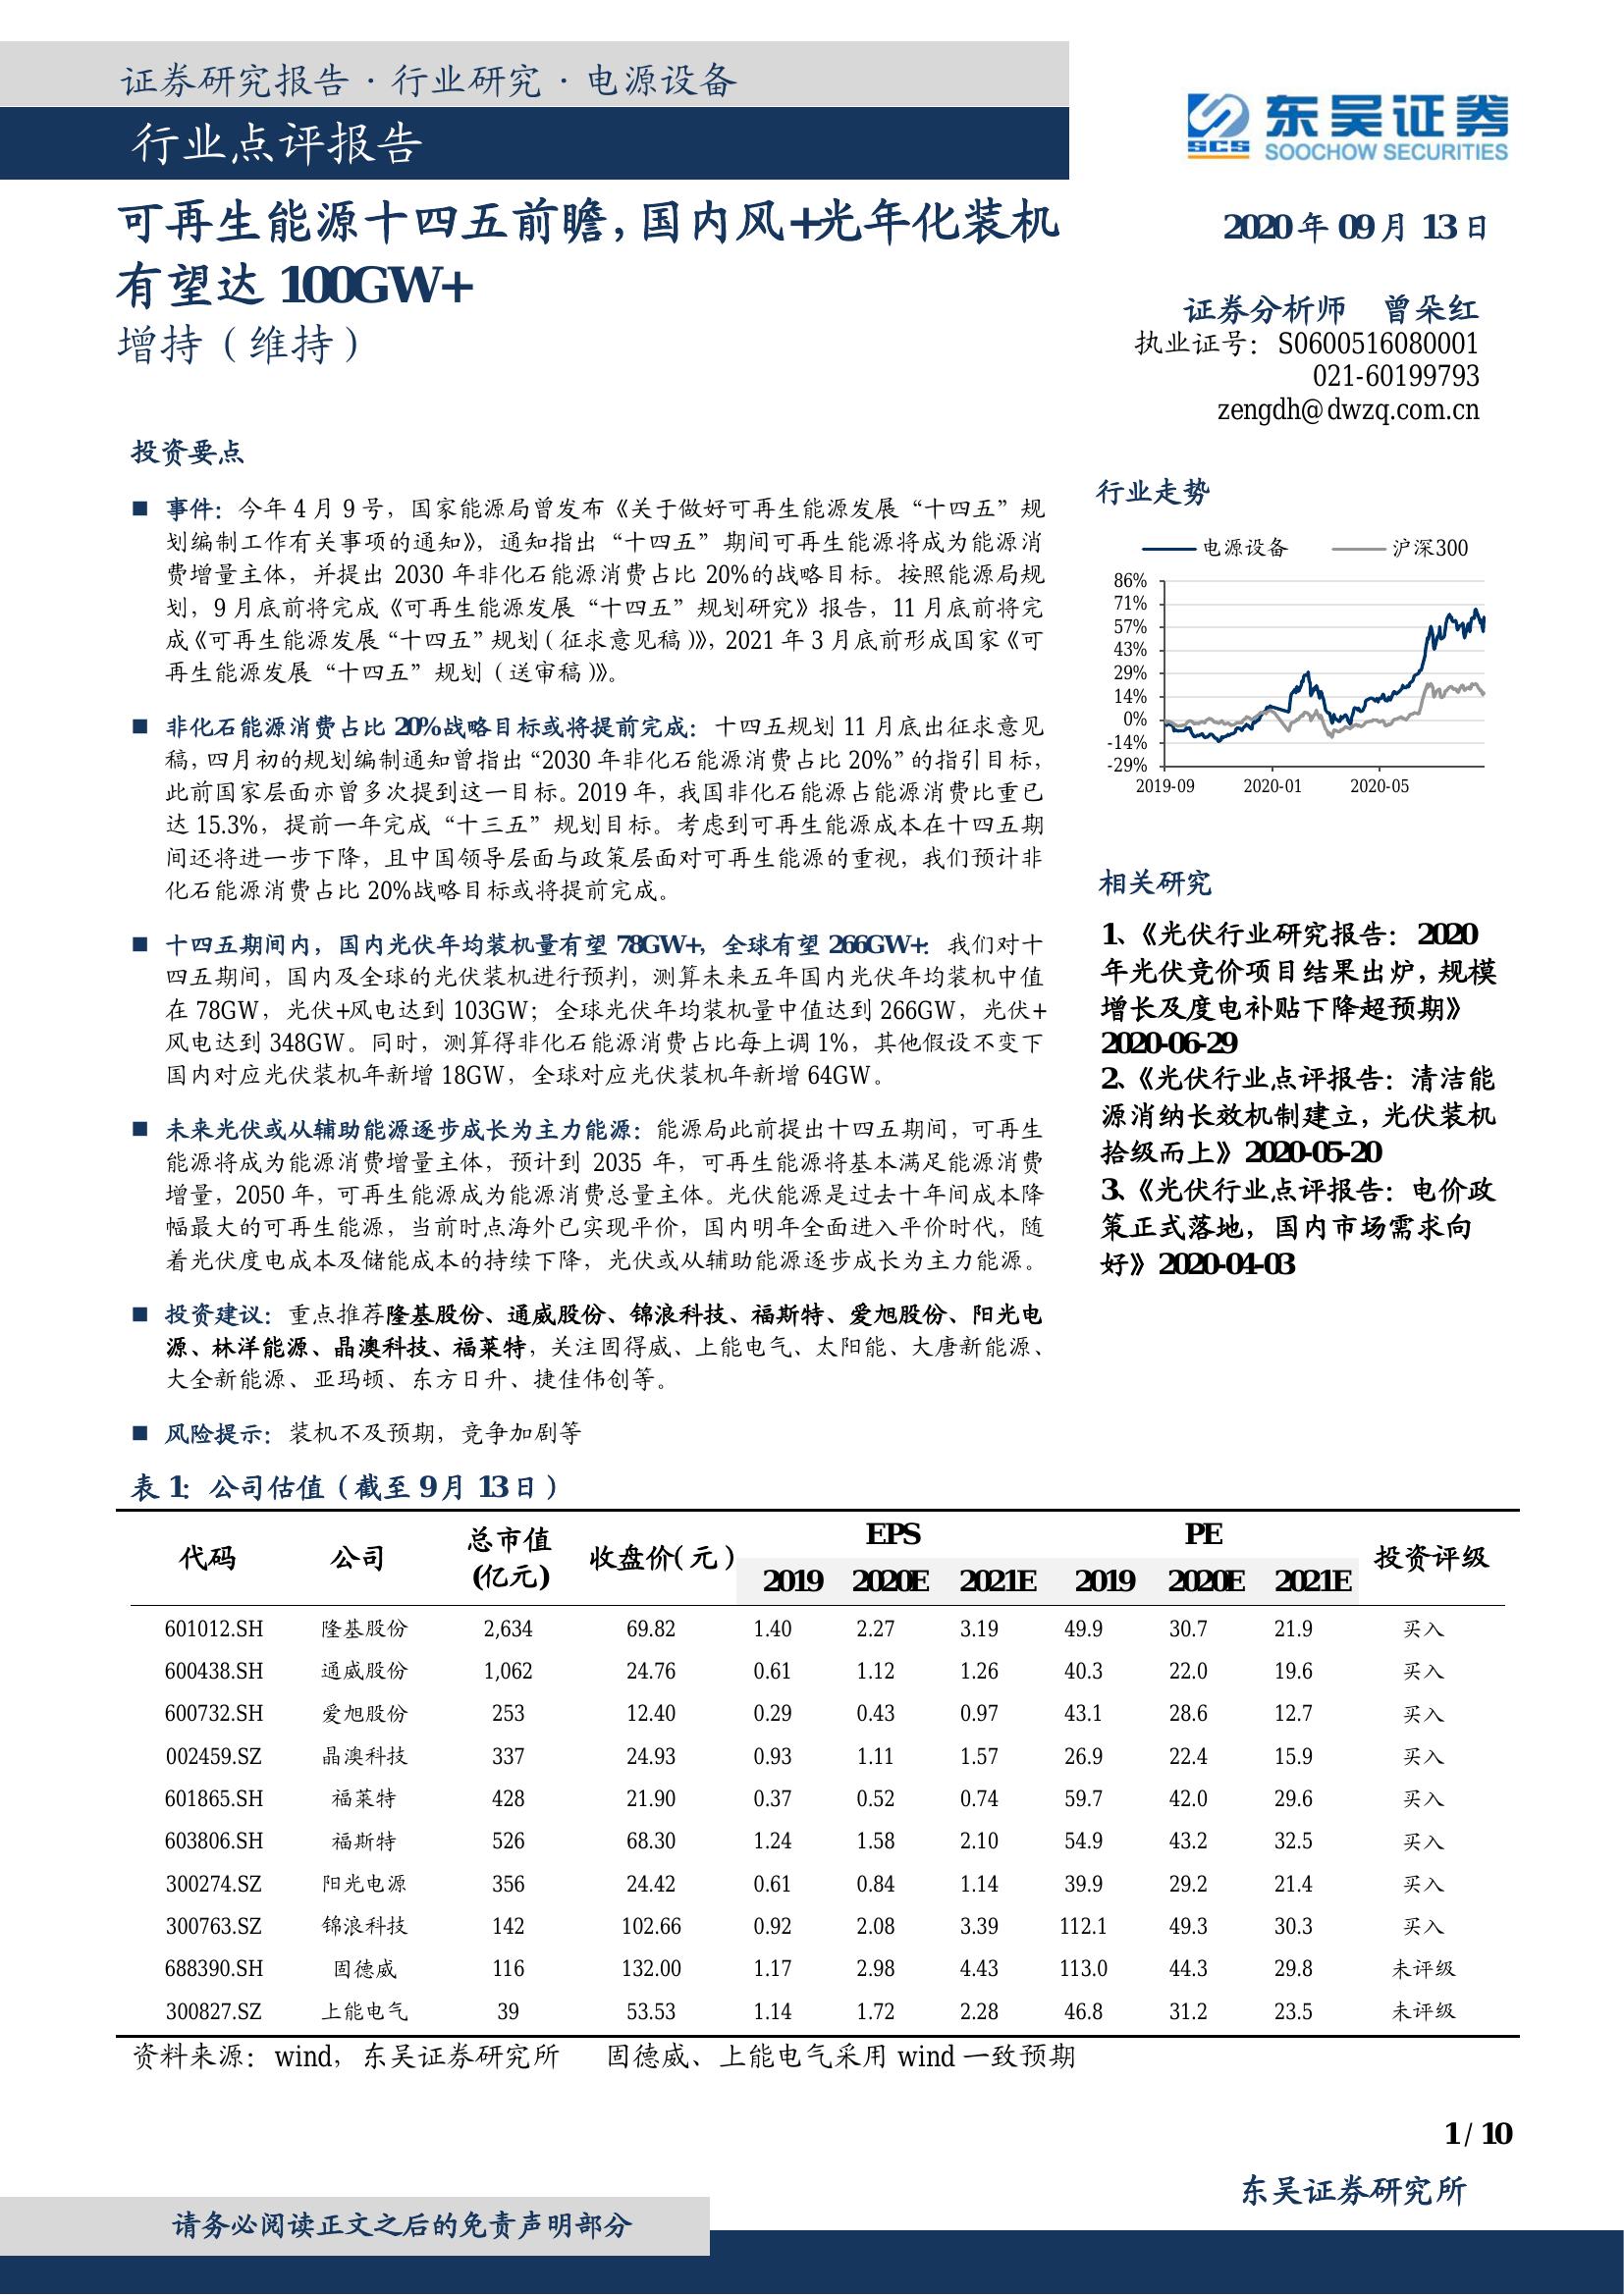 证券研究报告 · 行业研究 · 电源设备
行业点评报告
东吴证券
SCS
SOOCHOW SECURITIES
可再生能源十四五前瞻，国内风+光年化装机
有望达 100GW+
增持（维持）
2020 年 09 月 13 日
证券分析师 曾朵红
执业证号：S0600516080001
021-60199793
zengdh@dwzq.com.cn
投资要点
■ 事件：今年 4 月 9 号，国家能源局曾发布《关于做好可再生能源发展“十四五”规
划编制工作有关事项的通知》，通知指出“十四五”期间可再生能源将成为能源消
费增量主体，并提出 2030 年非化石能源消费占比 20%的战略目标。按照能源局规
划，9 月底前将完成《可再生能源发展“十四五”规划研究》报告，11 月底前将完
成《可再生能源发展“十四五”规划（征求意见稿）》，2021 年 3 月底前形成国家《可
再生能源发展“十四五”规划（送审稿）》。
■ 非化石能源消费占比 20%战略目标或将提前完成：十四五规划 11 月底出征求意见
稿，四月初的规划编制通知曾指出“2030 年非化石能源消费占比 20%”的指引目标，
此前国家层面亦曾多次提到这一目标。2019 年，我国非化石能源占能源消费比重已
达 15.3%，提前一年完成“十三五”规划目标。考虑到可再生能源成本在十四五期
间还将进一步下降，且中国领导层面与政策层面对可再生能源的重视，我们预计非
化石能源消费占比 20%战略目标或将提前完成。
■ 十四五期间内，国内光伏年均装机量有望 78GW+，全球有望 266GW+：我们对十
四五期间，国内及全球的光伏装机进行预判，测算未来五年国内光伏年均装机中值
在 78GW，光伏+风电达到 103GW；全球光伏年均装机量中值达到 266GW，光伏+
风电达到 348GW。同时，测算得非化石能源消费占比每上调 1%，其他假设不变下
国内对应光伏装机年新增 18GW，全球对应光伏装机年新增 64GW。
■ 未来光伏或从辅助能源逐步成长为主力能源：能源局此前提出十四五期间，可再生
能源将成为能源消费增量主体，预计到 2035 年，可再生能源将基本满足能源消费
增量，2050 年，可再生能源成为能源消费总量主体。光伏能源是过去十年间成本降
幅最大的可再生能源，当前时点海外已实现平价，国内明年全面进入平价时代，随
着光伏度电成本及储能成本的持续下降，光伏或从辅助能源逐步成长为主力能源。
■ 投资建议：重点推荐隆基股份、通威股份、锦浪科技、福斯特、爱旭股份、阳光电
源、林洋能源、晶澳科技、福莱特，关注固得威、上能电气、太阳能、大唐新能源、
大全新能源、亚玛顿、东方日升、捷佳伟创等。
■ 风险提示：装机不及预期，竞争加剧等
行业走势
电源设备 沪深300
86%
71%
57%
43%
29%
14%
0%
-14%
-29%
2019-09 2020-01 2020-05
相关研究
1、《光伏行业研究报告：2020
年光伏竞价项目结果出炉，规模
增长及度电补贴下降超预期》
2020-06-29
2、《光伏行业点评报告：清洁能
源消纳长效机制建立，光伏装机
拾级而上》2020-05-20
3、《光伏行业点评报告：电价政
策正式落地，国内市场需求向
好》2020-04-03
表 1：公司估值（截至 9 月 13 日）
代码 公司 总市值(亿元) 收盘价(元) EPS PE 投资评级
2019 2020E 2021E 2019 2020E 2021E
601012.SH 隆基股份 2,634 69.82 1.40 2.27 3.19 49.9 30.7 21.9 买入
600438.SH 通威股份 1,062 24.76 0.61 1.12 1.26 40.3 22.0 19.6 买入
600732.SH 爱旭股份 253 12.40 0.29 0.43 0.97 43.1 28.6 12.7 买入
002459.SZ 晶澳科技 337 24.93 0.93 1.11 1.57 26.9 22.4 15.9 买入
601865.SH 福莱特 428 21.90 0.37 0.52 0.74 59.7 42.0 29.6 买入
603806.SH 福斯特 526 68.30 1.24 1.58 2.10 54.9 43.2 32.5 买入
300274.SZ 阳光电源 356 24.42 0.61 0.84 1.14 39.9 29.2 21.4 买入
300763.SZ 锦浪科技 142 102.66 0.92 2.08 3.39 112.1 49.3 30.3 买入
688390.SH 固德威 116 132.00 1.17 2.98 4.43 113.0 44.3 29.8 未评级
300827.SZ 上能电气 39 53.53 1.14 1.72 2.28 46.8 31.2 23.5 未评级
资料来源：wind，东吴证券研究所 固德威、上能电气采用 wind 一致预期
1 / 10
东吴证券研究所
请务必阅读正文之后的免责声明部分